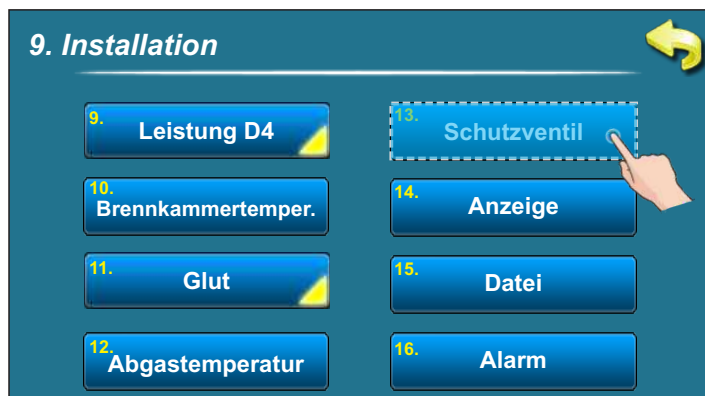 9. Installation
9. Leistung D4
10. Brennkammertemper.
11. Glut
12. Abgastemperatur
13. Schutzventil
14. Anzeige
15. Datei
16. Alarm